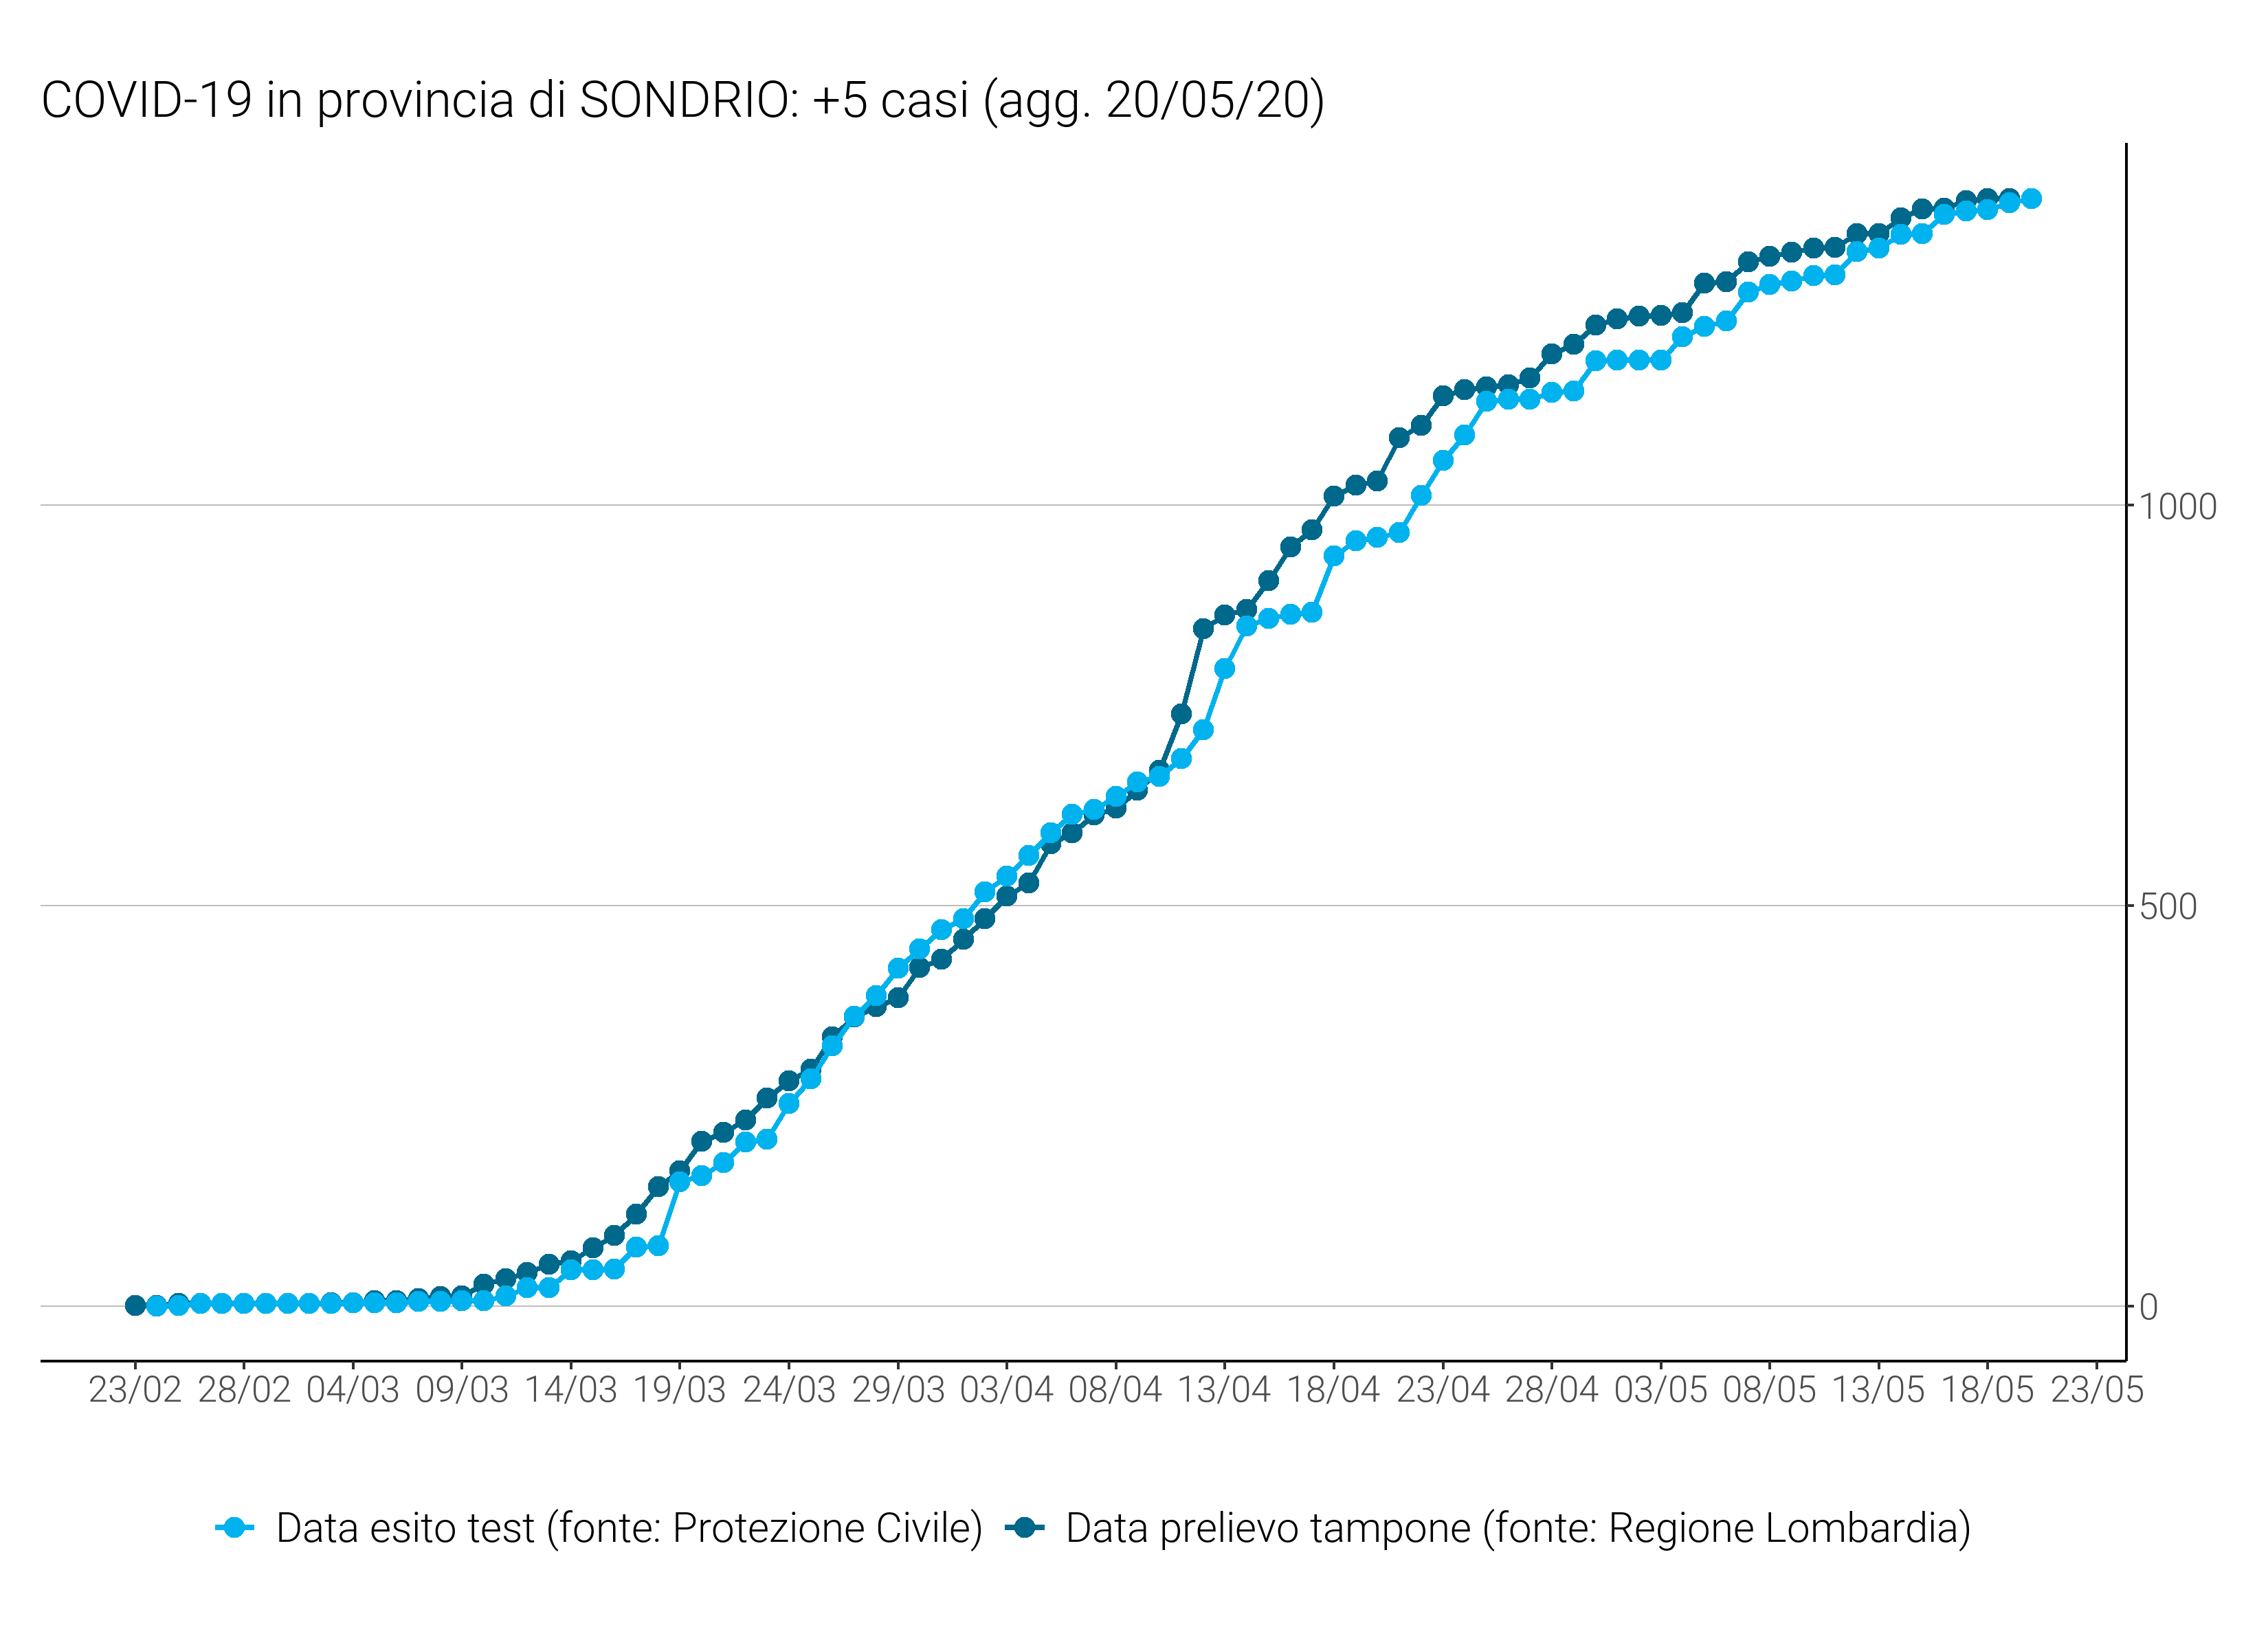 COVID-19 in provincia di SONDRIO: +5 casi (agg. 20/05/20)
1000
500
0
23/02 28/02 04/03 09/03 14/03 19/03 24/03 29/03 03/04 08/04 13/04 18/04 23/04 28/04 03/05 08/05 13/05 18/05 23/05
Data esito test (fonte: Protezione Civile) Data prelievo tampone (fonte: Regione Lombardia)